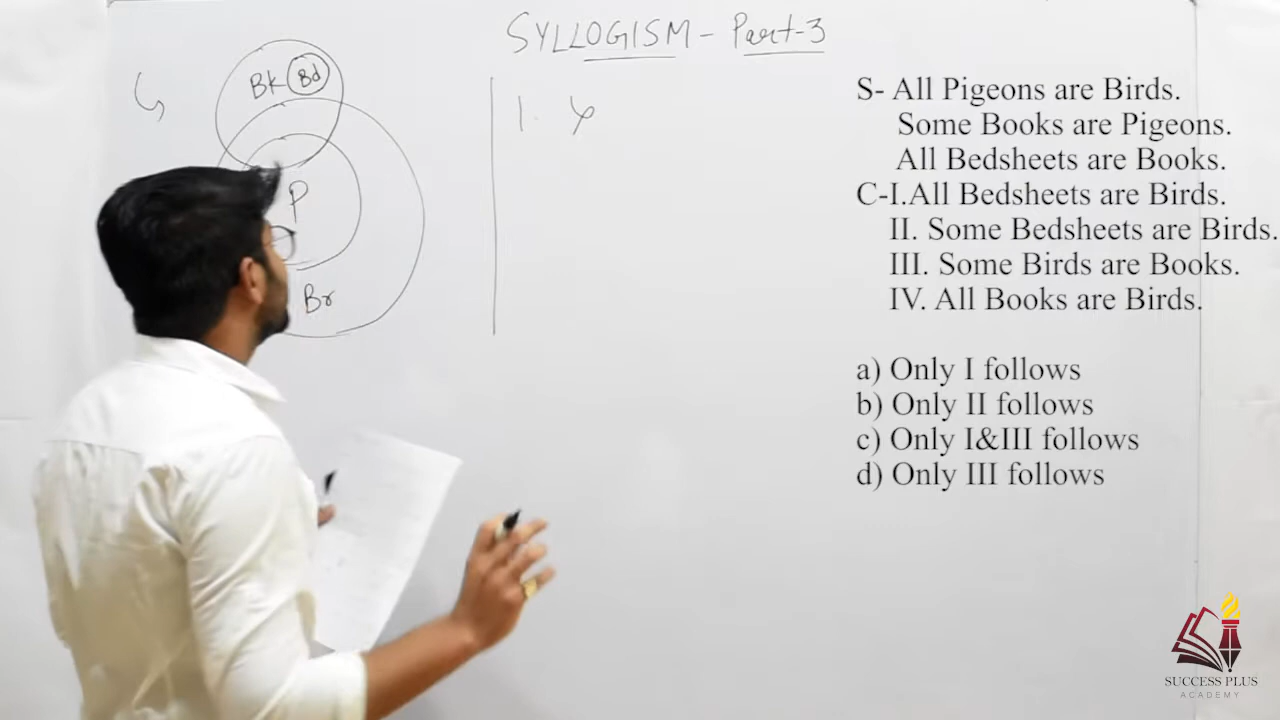 SYLLOGISM - Part-3
Bk Bd
P
Br
1.
S- All Pigeons are Birds.
Some Books are Pigeons.
All Bedsheets are Books.
C-I.All Bedsheets are Birds.
II. Some Bedsheets are Birds.
III. Some Birds are Books.
IV. All Books are Birds.
a) Only I follows
b) Only II follows
c) Only I&III follows
d) Only III follows
SUCCESS PLUS
ACADEMY